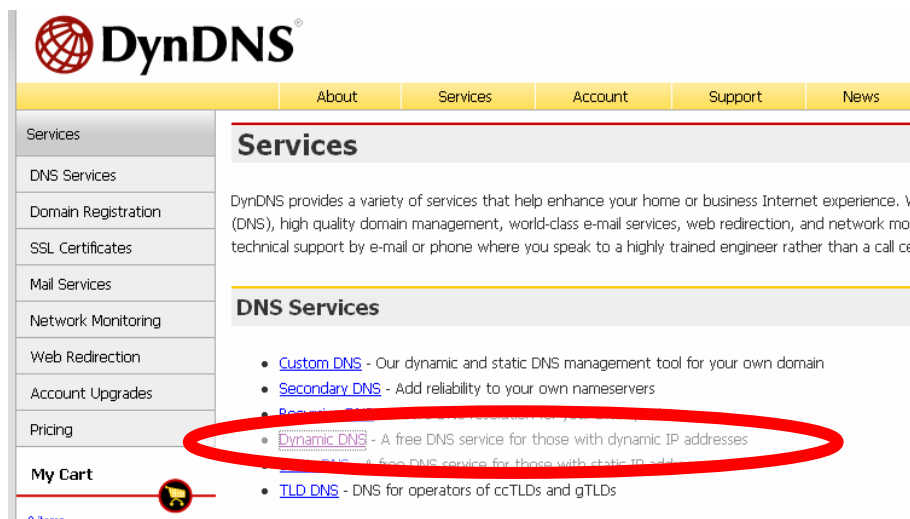 DynDNS®
About Services Account Support News
Services
DNS Services
Domain Registration
SSL Certificates
Mail Services
Network Monitoring
Web Redirection
Account Upgrades
Pricing
My Cart
Services
DynDNS provides a variety of services that help enhance your home or business Internet experience.
(DNS), high quality domain management, world-class e-mail services, web redirection, and network mo
technical support by e-mail or phone where you speak to a highly trained engineer rather than a call ce
DNS Services
Custom DNS - Our dynamic and static DNS management tool for your own domain
Secondary DNS - Add reliability to your own nameservers
Dynamic DNS - A free DNS service for those with dynamic IP addresses
A free DNS service for those with static IP
TLD DNS - DNS for operators of ccTLDs and gTLDs